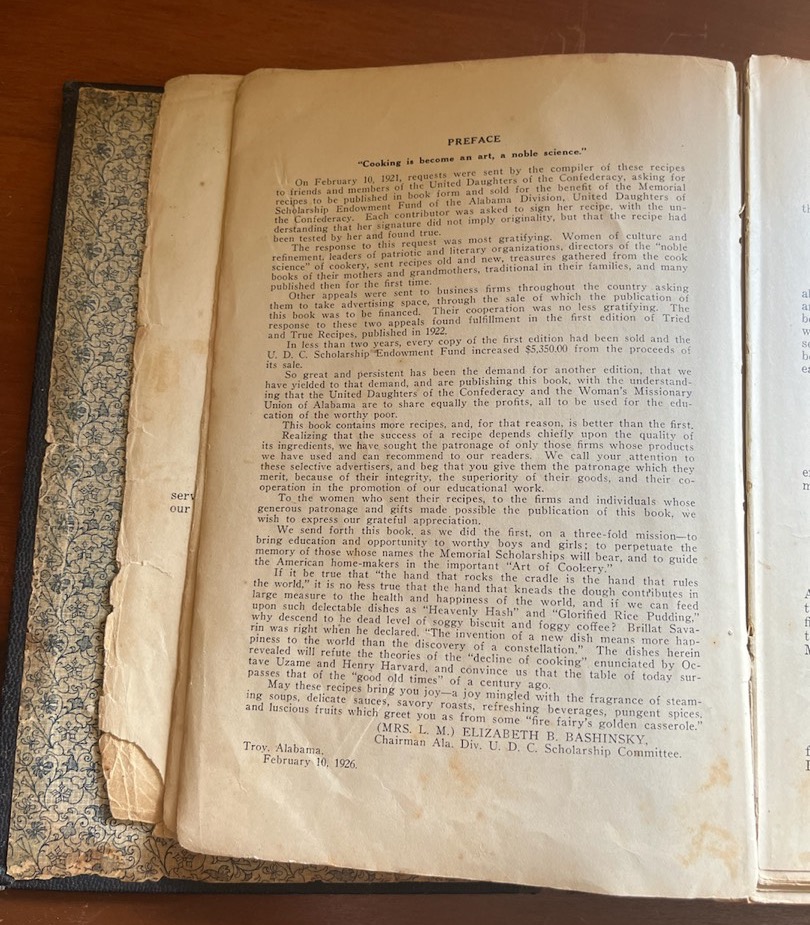 PREFACE
"Cooking is become an art, a noble science."
On February 10, 1921, requests were sent by the compiler of these recipes
to friends and members of the United Daughters of the Confederacy, asking for
recipes to be published in book form and sold for the benefit of the Memorial
Scholarship Endowment Fund of the Alabama Division, United Daughters of
the Confederacy. Each contributor was asked to sign her recipe, with the un-
derstanding that her signature did not imply originality, but that the recipe had
been tested by her and found true.
The response to this request was most gratifying. Women of culture and
refinement, leaders of patriotic and literary organizations, directors of the "noble
science" of cookery, sent recipes old and new, treasures gathered from the cook
books of their mothers and grandmothers, traditional in their families, and many
published then for the first time.
Other appeals were sent to business firms throughout the country asking
them to take advertising space, through the sale of which the publication of
this book was to be financed. Their cooperation was no less gratifying. The
response to these two appeals found fulfillment in the first edition of Tried
and True Recipes, published in 1922.
In less than two years, every copy of the first edition had been sold and the
U. D. C. Scholarship Endowment Fund increased $5,350.00 from the proceeds of
its sale.
So great and persistent has been the demand for another edition, that we
have yielded to that demand, and are publishing this book, with the understand-
ing that the United Daughters of the Confederacy and the Woman's Missionary
Union of Alabama are to share equally the profits, all to be used for the edu-
cation of the worthy poor.
This book contains more recipes, and, for that reason, is better than the first.
Realizing that the success of a recipe depends chiefly upon the quality of
its ingredients, we have sought the patronage of only those firms whose products
we have used and can recommend to our readers. We call your attention to
these selective advertisers, and beg that you give them the patronage which they
merit, because of their integrity, the superiority of their goods, and their co-
operation in the promotion of our educational work.
To the women who sent their recipes, to the firms and individuals whose
generous patronage and gifts made possible the publication of this book, we
wish to express our grateful appreciation.
We send forth this book, as we did the first, on a three-fold mission—to
bring education and opportunity to worthy boys and girls; to perpetuate the
memory of those whose names the Memorial Scholarships will bear, and to guide
the American home-makers in the important "Art of Cookery."
If it be true that "the hand that rocks the cradle is the hand that rules
the world," it is no less true that the hand that kneads the dough contributes in
large measure to the health and happiness of the world, and if we can feed
upon such delectable dishes as "Heavenly Hash" and "Glorified Rice Pudding,"
why descend to he dead level of soggy biscuit and foggy coffee? Brillat Sava-
rin was right when he declared, "The invention of a new dish means more hap-
piness to the world than the discovery of a constellation." The dishes herein
revealed will refute the theories of the "decline of cooking" enunciated by Oc-
tave Uzame and Henry Harvard, and convince us that the table of today sur-
passes that of the "good old times" of a century ago.
May these recipes bring you joy—a joy mingled with the fragrance of steam-
ing soups, delicate sauces, savory roasts, refreshing beverages, pungent spices,
and luscious fruits which greet you as from some "fire fairy's golden casserole."
(MRS. L. M.) ELIZABETH B. BASHINSKY,
Chairman Ala. Div. U. D. C. Scholarship Committee.
Troy, Alabama,
February 10, 1926.
serv
our